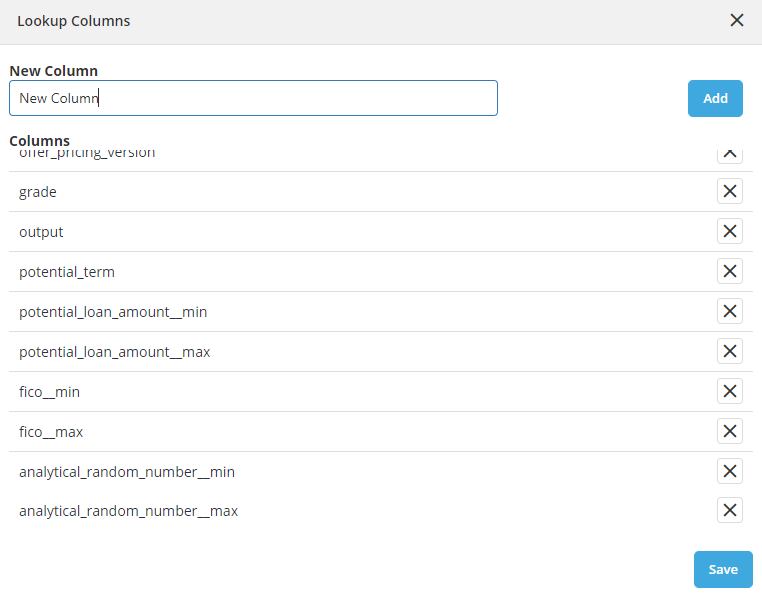 Lookup Columns
New Column
New Column
Add
Columns
offer_pricing_version
grade
output
potential_term
potential_loan_amount__min
potential_loan_amount__max
fico__min
fico__max
analytical_random_number__min
analytical_random_number__max
Save